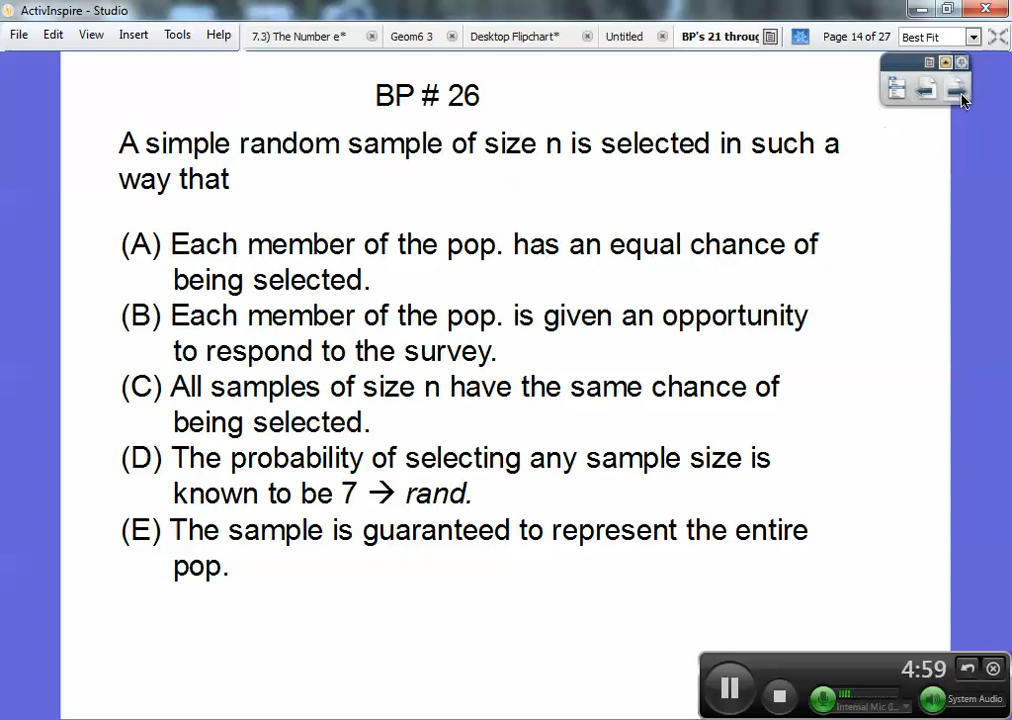 ActivInspire - Studio
File Edit View Insert Tools Help 7.3) The Number e* Geom6 3 Desktop Flipchart* Untitled BP's 21 throug Page 14 of 27 Best Fit
BP # 26
A simple random sample of size n is selected in such a
way that
(A) Each member of the pop. has an equal chance of
being selected.
(B) Each member of the pop. is given an opportunity
to respond to the survey.
(C) All samples of size n have the same chance of
being selected.
(D) The probability of selecting any sample size is
known to be 7 → rand.
(E) The sample is guaranteed to represent the entire
pop.
4:59
Internal Mic (I... System Audio